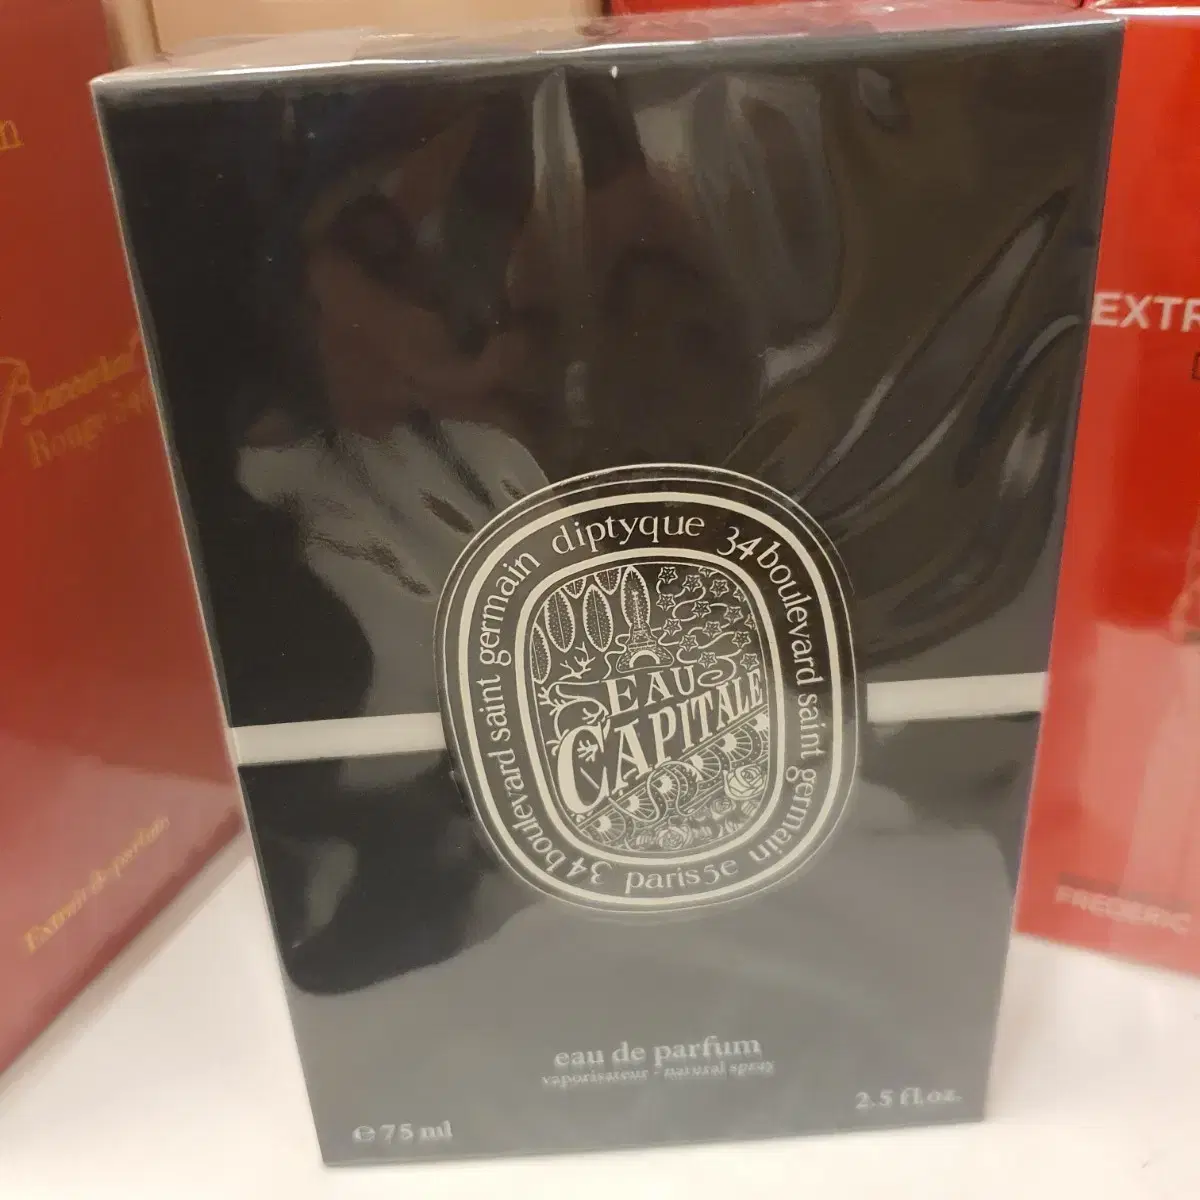 diptyque 34 boulevard saint germain paris 5e 34 boulevard saint germain
EAU
CAPITALE
eau de parfum
vaporisateur - natural spray
e 75 ml
2.5 fl.oz.
Rouge 540
Extrait de parfum
EXTR
FREDERIC